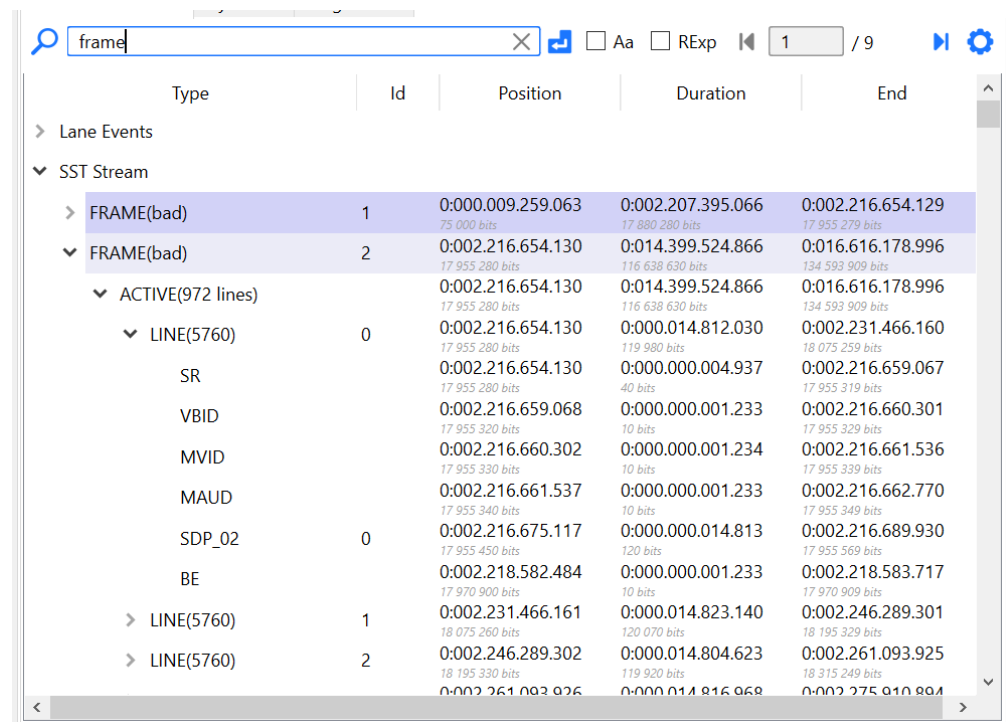 frame Aa RExp 1 / 9
Type Id Position Duration End
Lane Events
SST Stream
FRAME(bad) 1 0:000.009.259.063 0:002.207.395.066 0:002.216.654.129
75 000 bits 17 880 280 bits 17 955 279 bits
FRAME(bad) 2 0:002.216.654.130 0:014.399.524.866 0:016.616.178.996
17 955 280 bits 116 638 630 bits 134 593 909 bits
ACTIVE(972 lines) 0:002.216.654.130 0:014.399.524.866 0:016.616.178.996
17 955 280 bits 116 638 630 bits 134 593 909 bits
LINE(5760) 0 0:002.216.654.130 0:000.014.812.030 0:002.231.466.160
17 955 280 bits 119 980 bits 18 075 259 bits
SR 0:002.216.654.130 0:000.000.004.937 0:002.216.659.067
17 955 280 bits 40 bits 17 955 319 bits
VBID 0:002.216.659.068 0:000.000.001.233 0:002.216.660.301
17 955 320 bits 10 bits 17 955 329 bits
MVID 0:002.216.660.302 0:000.000.001.234 0:002.216.661.536
17 955 330 bits 10 bits 17 955 339 bits
MAUD 0:002.216.661.537 0:000.000.001.233 0:002.216.662.770
17 955 340 bits 10 bits 17 955 349 bits
SDP_02 0 0:002.216.675.117 0:000.000.014.813 0:002.216.689.930
17 955 450 bits 120 bits 17 955 569 bits
BE 0:002.218.582.484 0:000.000.001.233 0:002.218.583.717
17 970 900 bits 10 bits 17 970 909 bits
LINE(5760) 1 0:002.231.466.161 0:000.014.823.140 0:002.246.289.301
18 075 260 bits 120 070 bits 18 195 329 bits
LINE(5760) 2 0:002.246.289.302 0:000.014.804.623 0:002.261.093.925
18 195 330 bits 119 920 bits 18 315 249 bits
0:002.261.093.926 0:000.014.816.968 0:002.275.910.894